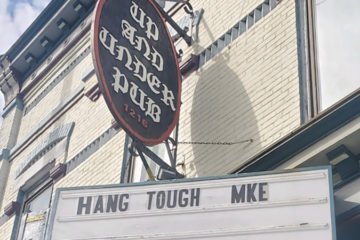 UP
AND
UNDER
PUB
1216
HANG TOUGH MKE